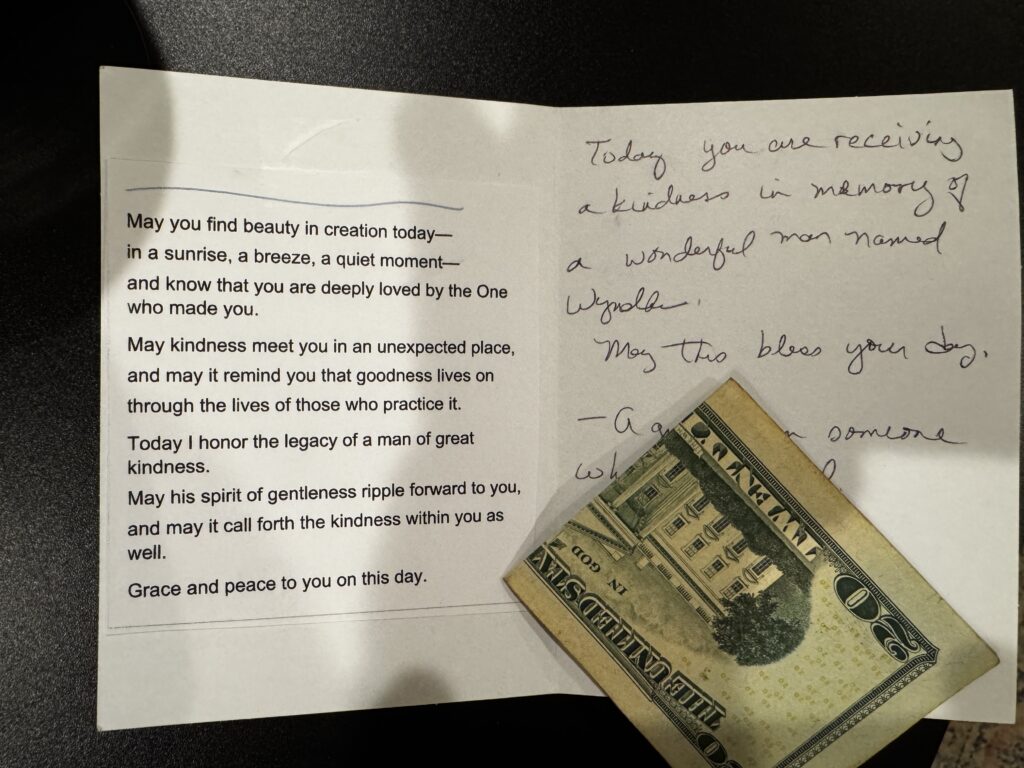 May you find beauty in creation today—
in a sunrise, a breeze, a quiet moment—
and know that you are deeply loved by the One
who made you.
May kindness meet you in an unexpected place,
and may it remind you that goodness lives on
through the lives of those who practice it.
Today I honor the legacy of a man of great
kindness.
May his spirit of gentleness ripple forward to you,
and may it call forth the kindness within you as
well.
Grace and peace to you on this day.
Today you are receiving
a kindness in memory of
a wonderful man named
May this bless your day.
someone
TWENTY
IN GOD
THE UNITED STA
20